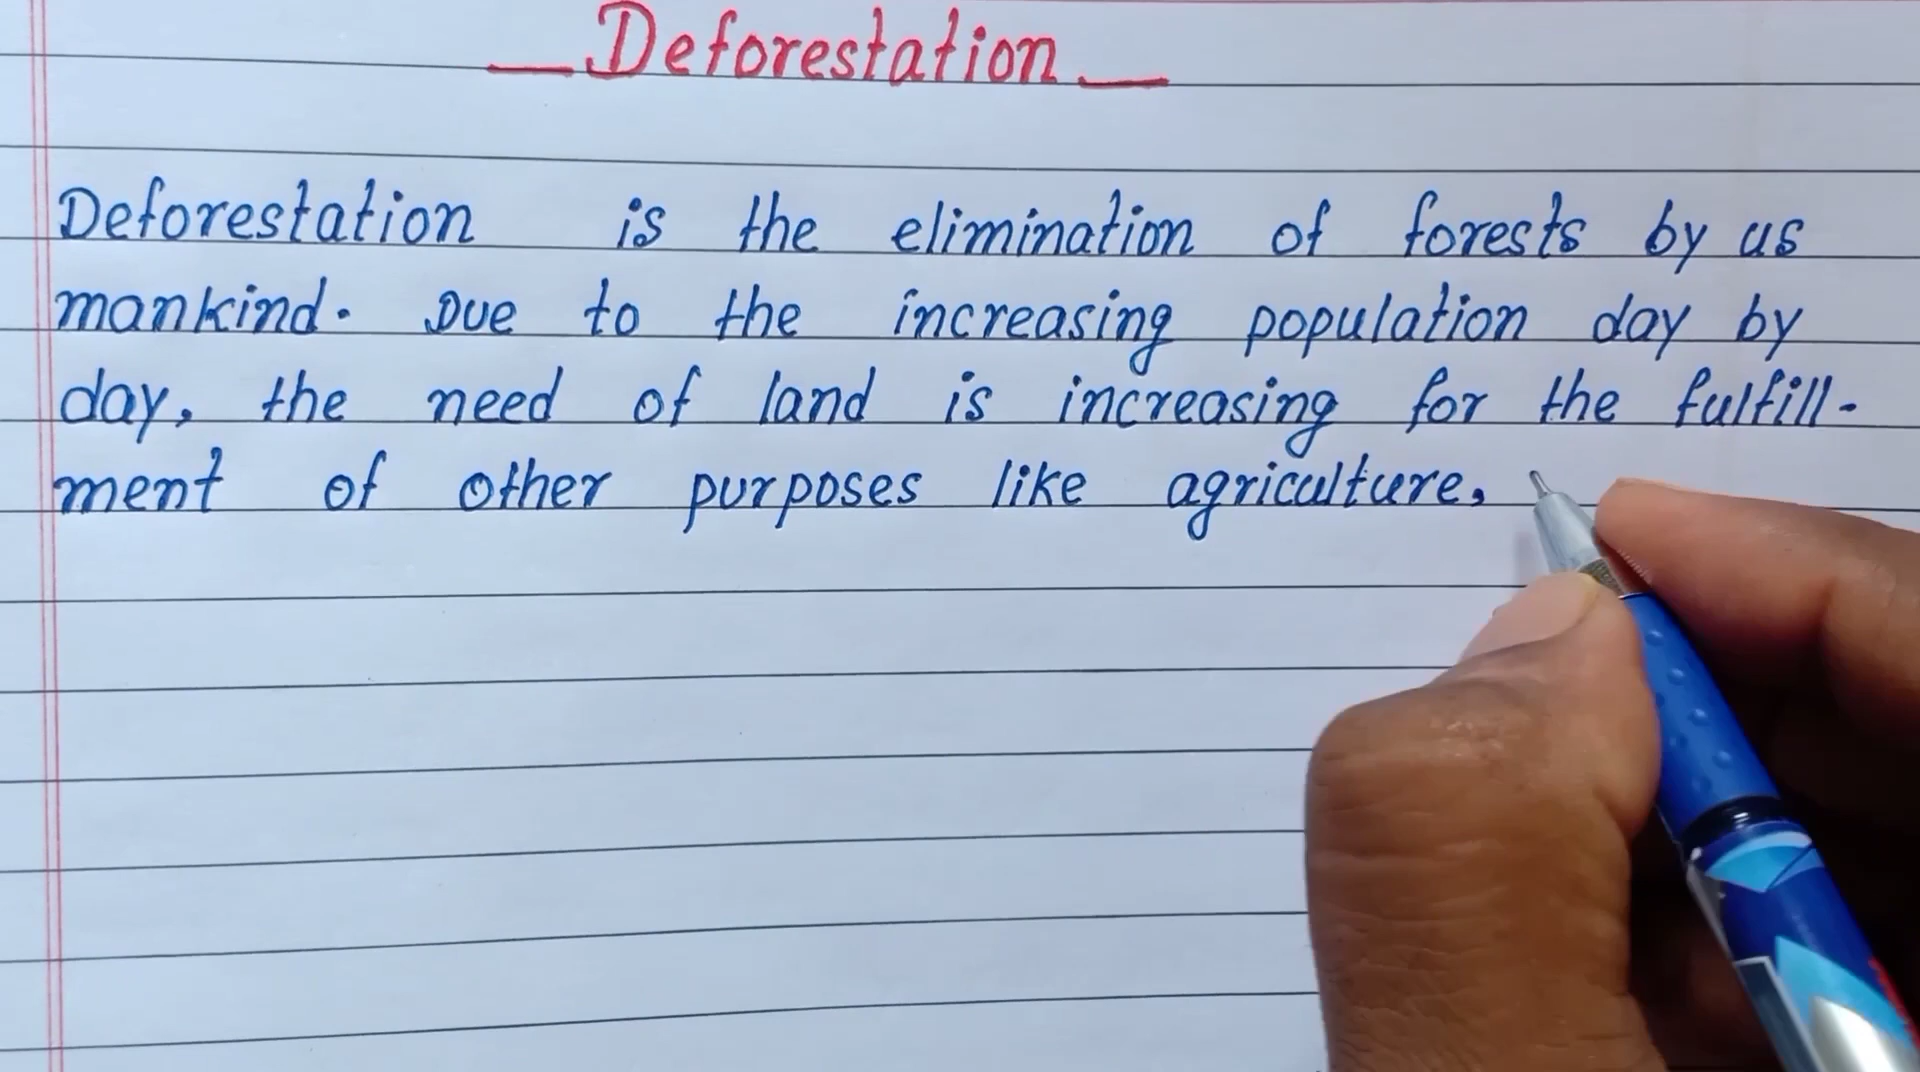 Deforestation
Deforestation is the elimination of forests by us
mankind. Due to the increasing population day by
day, the need of land is increasing for the fulfill-
ment of other purposes like agriculture,